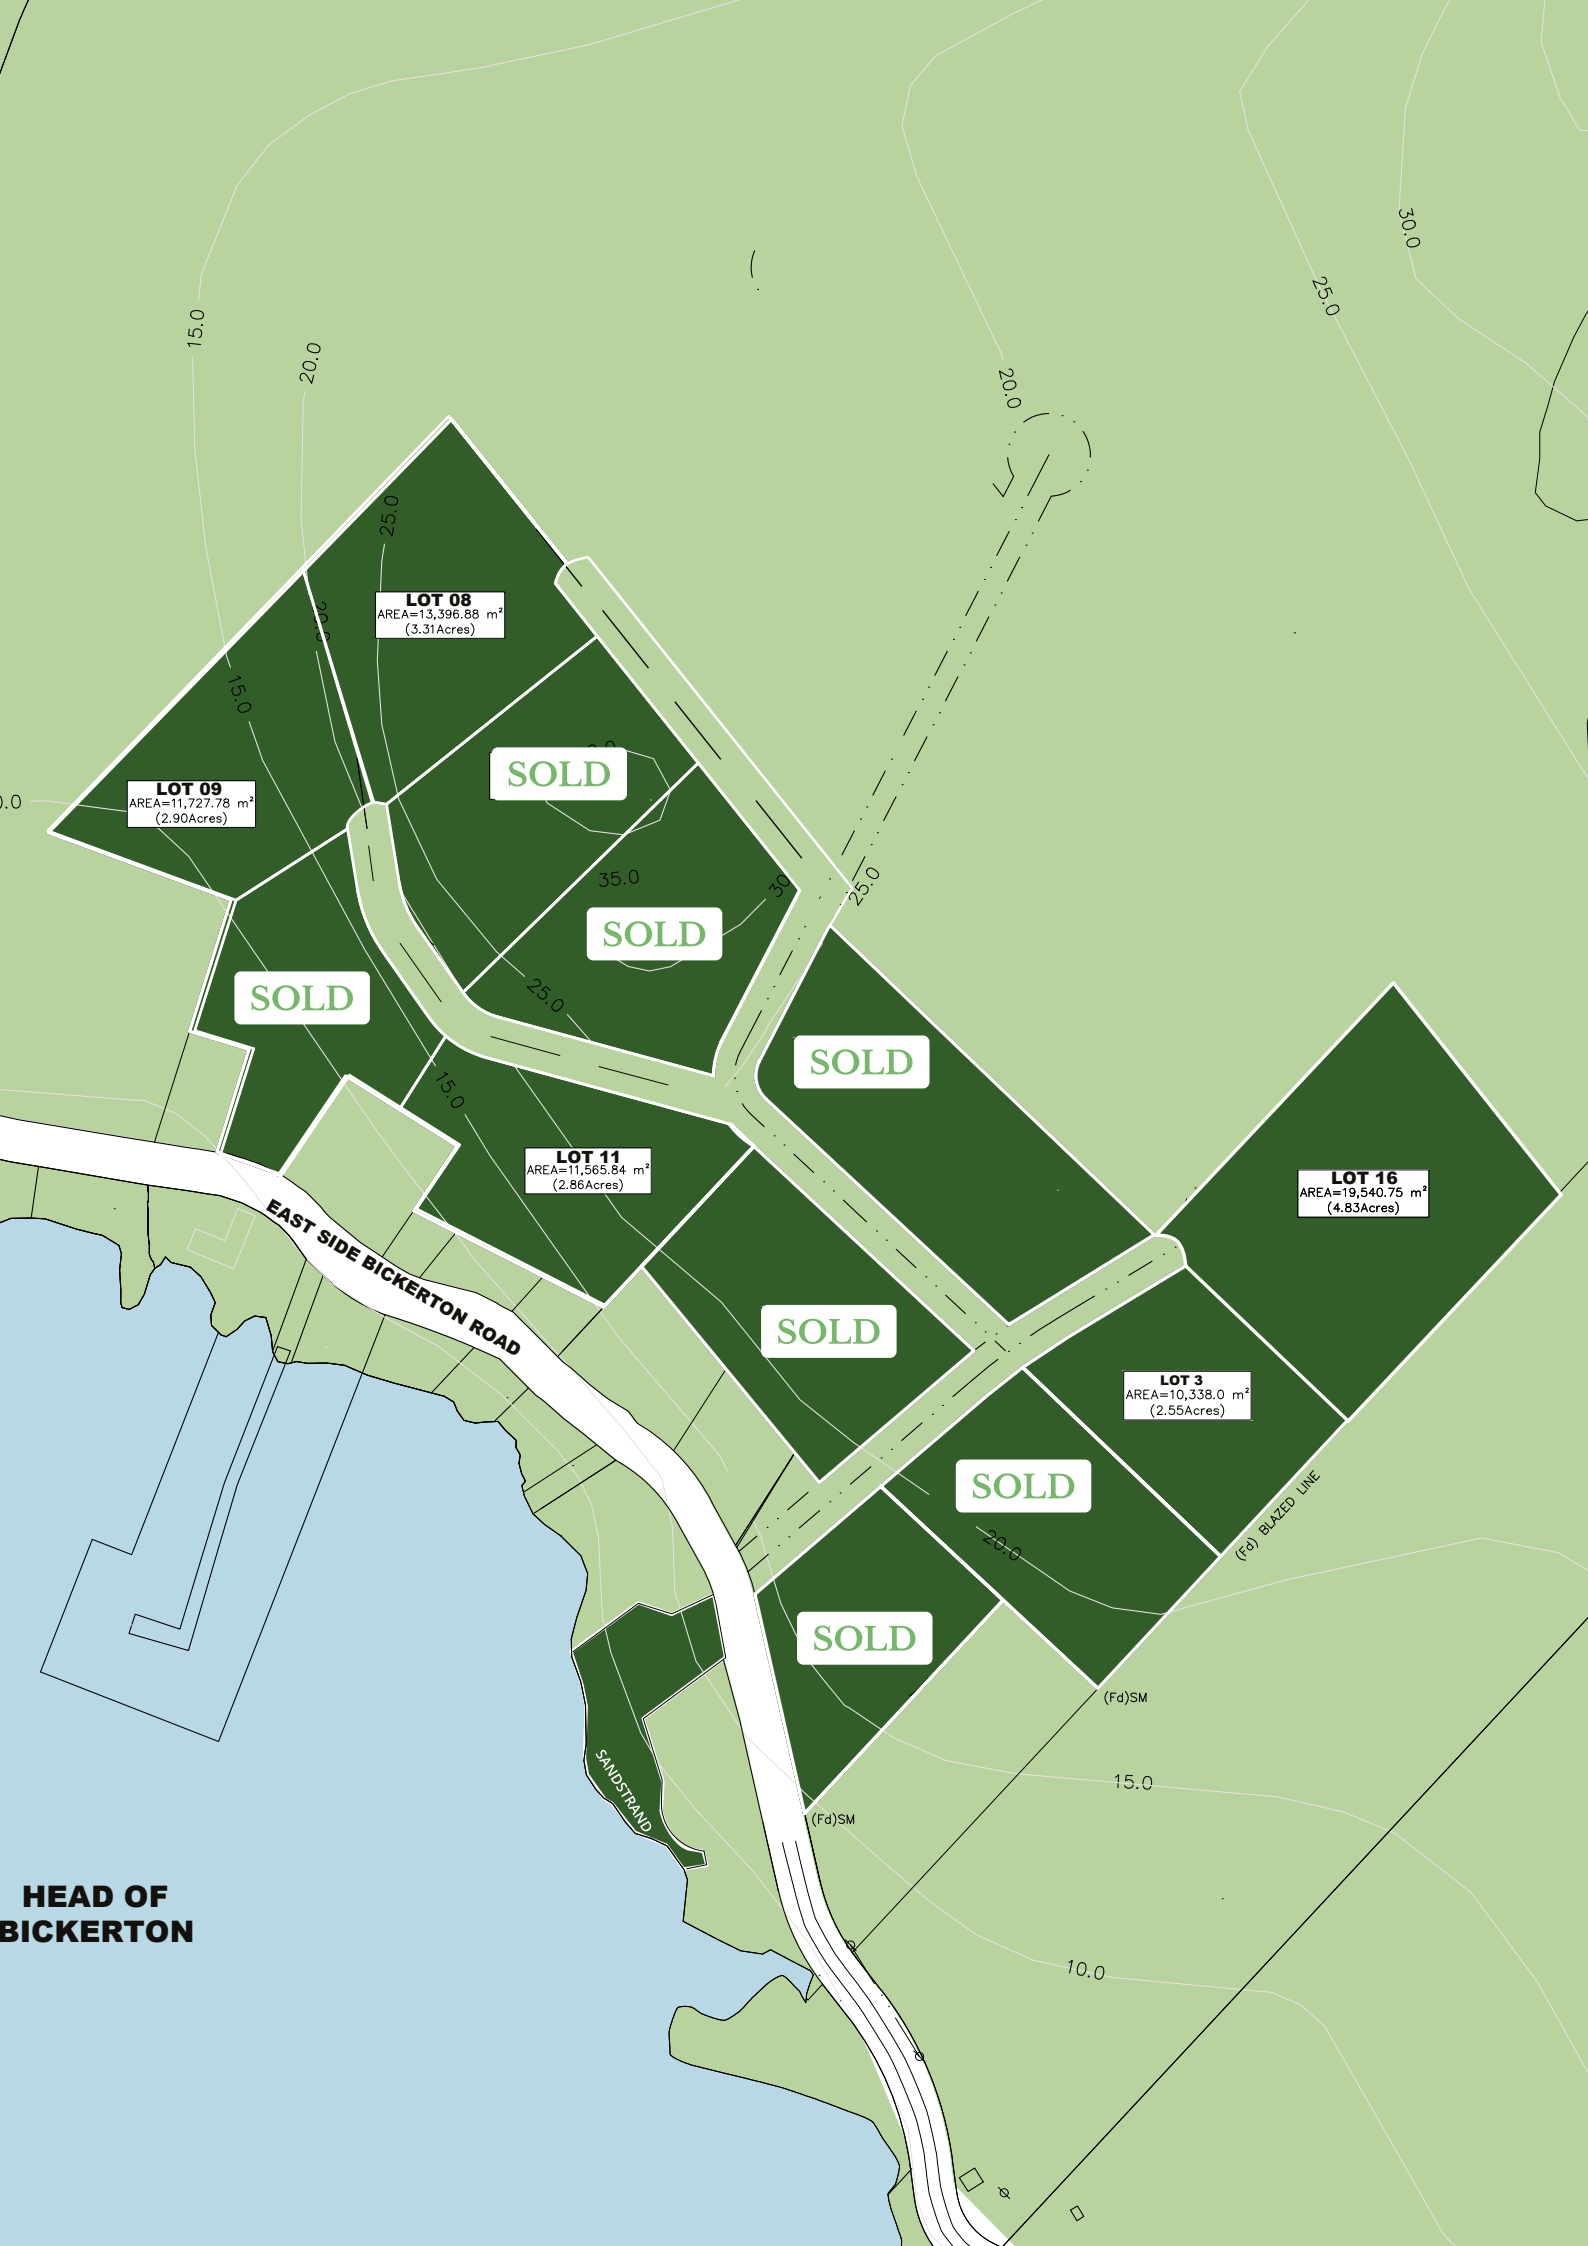 30.0
25.0
15.0
20.0
20.0
25.0
LOT 08
AREA=13,396.88 m²
(3.31Acres)
20.0
15.0
SOLD
LOT 09
AREA=11,727.78 m²
(2.90Acres)
35.0
30
25.0
SOLD
SOLD
25.0
SOLD
15.0
LOT 11
AREA=11,565.84 m²
(2.86Acres)
LOT 16
AREA=19,540.75 m²
(4.83Acres)
EAST SIDE BICKERTON ROAD
SOLD
LOT 3
AREA=10,338.0 m²
(2.55Acres)
SOLD
(Fd) BLAZED LINE
20.0
SOLD
(Fd)SM
15.0
SANDSTRAND
(Fd)SM
HEAD OF
BICKERTON
10.0